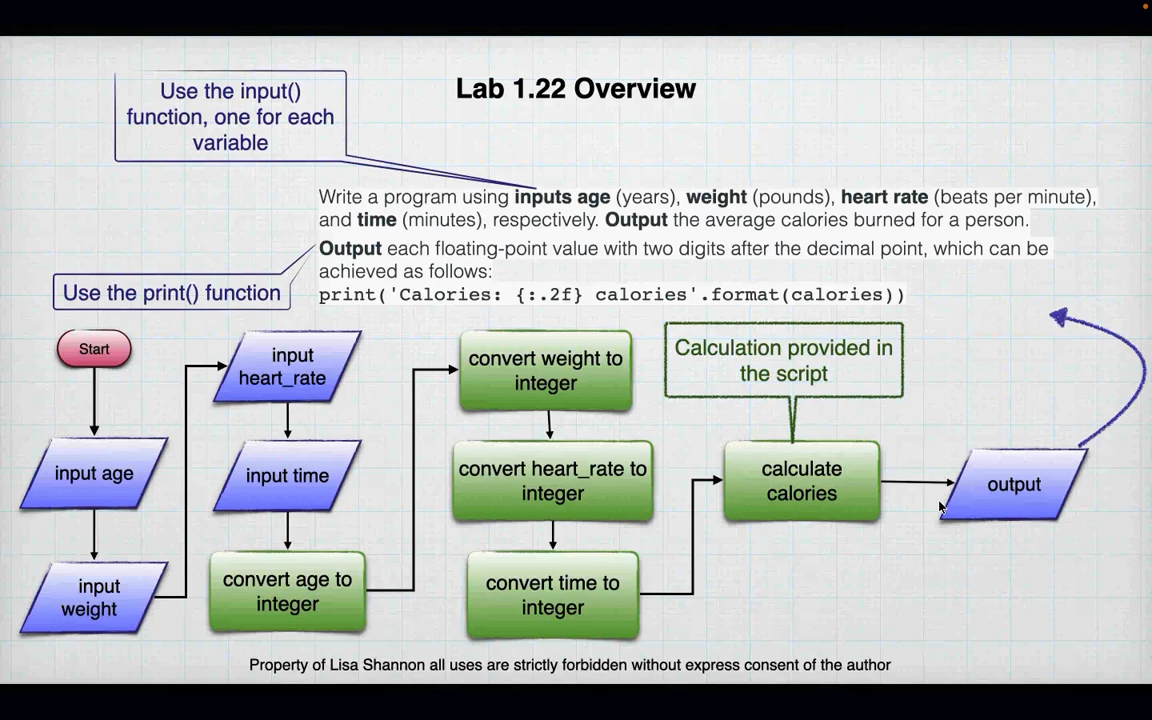 Lab 1.22 Overview
Use the input()
function, one for each
variable
Write a program using inputs age (years), weight (pounds), heart rate (beats per minute),
and time (minutes), respectively. Output the average calories burned for a person.
Output each floating-point value with two digits after the decimal point, which can be
achieved as follows:
print('Calories: {:.2f} calories'.format(calories))
Use the print() function
Start
input age
input
weight
input
heart_rate
input time
convert age to
integer
convert weight to
integer
convert heart_rate to
integer
convert time to
integer
Calculation provided in
the script
calculate
calories
output
Property of Lisa Shannon all uses are strictly forbidden without express consent of the author